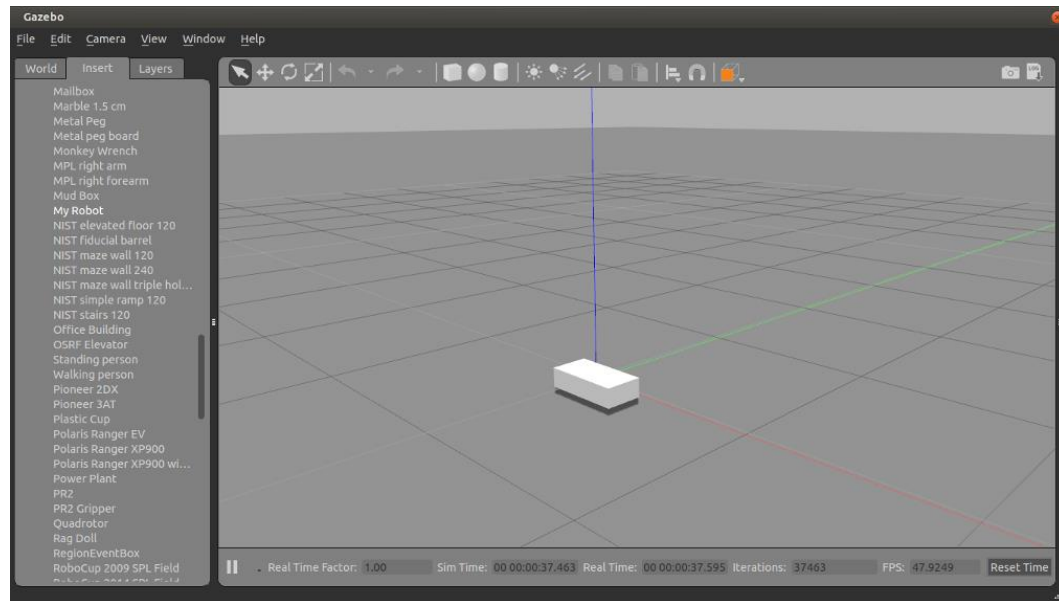 Gazebo
File Edit Camera View Window Help
World Insert Layers
Mailbox
Marble 1.5 cm
Metal Peg
Metal peg board
Monkey Wrench
MPL right arm
MPL right forearm
Mud Box
My Robot
NIST elevated floor 120
NIST fiducial barrel
NIST maze wall 120
NIST maze wall 240
NIST maze wall triple hol...
NIST simple ramp 120
NIST stairs 120
Office Building
OSRF Elevator
Standing person
Walking person
Pioneer 2DX
Pioneer 3AT
Plastic Cup
Polaris Ranger EV
Polaris Ranger XP900
Polaris Ranger XP900 wi...
Power Plant
PR2
PR2 Gripper
Quadrotor
Rag Doll
RegionEventBox
RoboCup 2009 SPL Field
Real Time Factor: 1.00 Sim Time: 00 00:00:37.463 Real Time: 00 00:00:37.595 Iterations: 37463 FPS: 47.9249 Reset Time